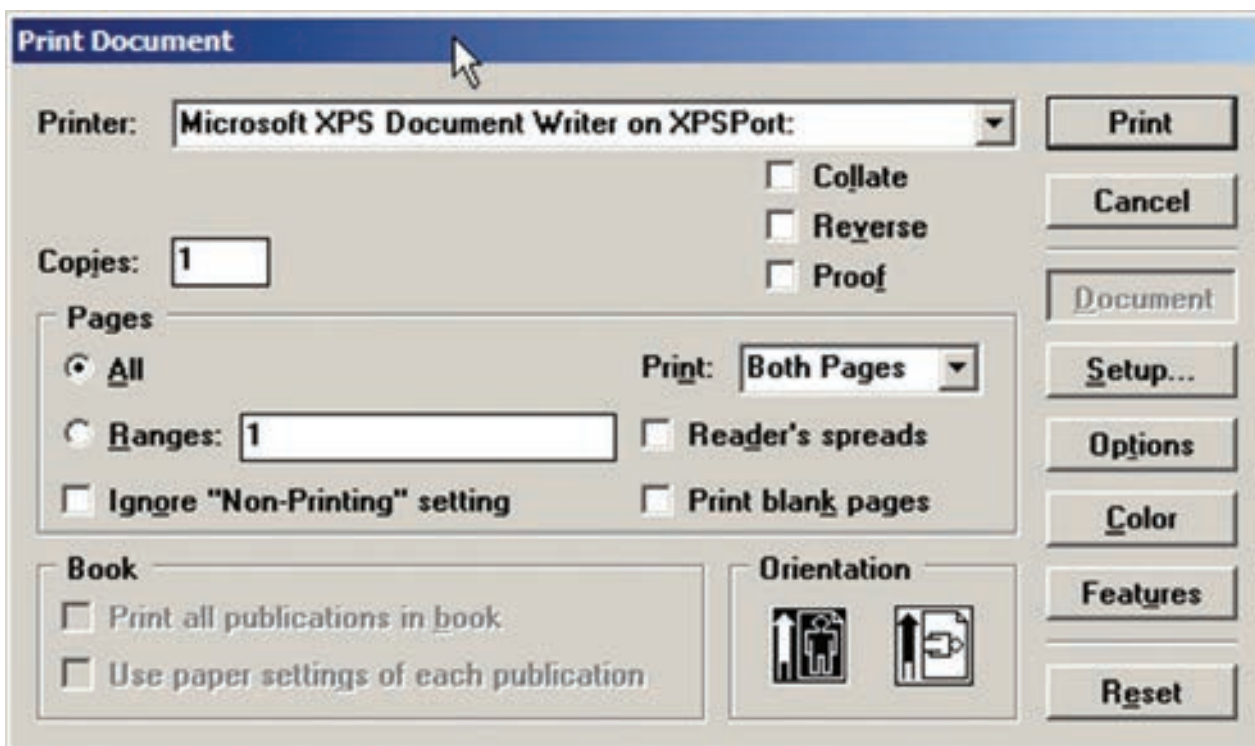 Print Document
Printer: Microsoft XPS Document Writer on XPSPort: Print
Collate
Cancel
Reverse
Copies: 1
Proof
Document
Pages
All Print: Both Pages
Setup...
Ranges: 1 Reader's spreads
Options
Ignore "Non-Printing" setting Print blank pages
Color
Book Orientation
Features
Print all publications in book
Use paper settings of each publication
Reset